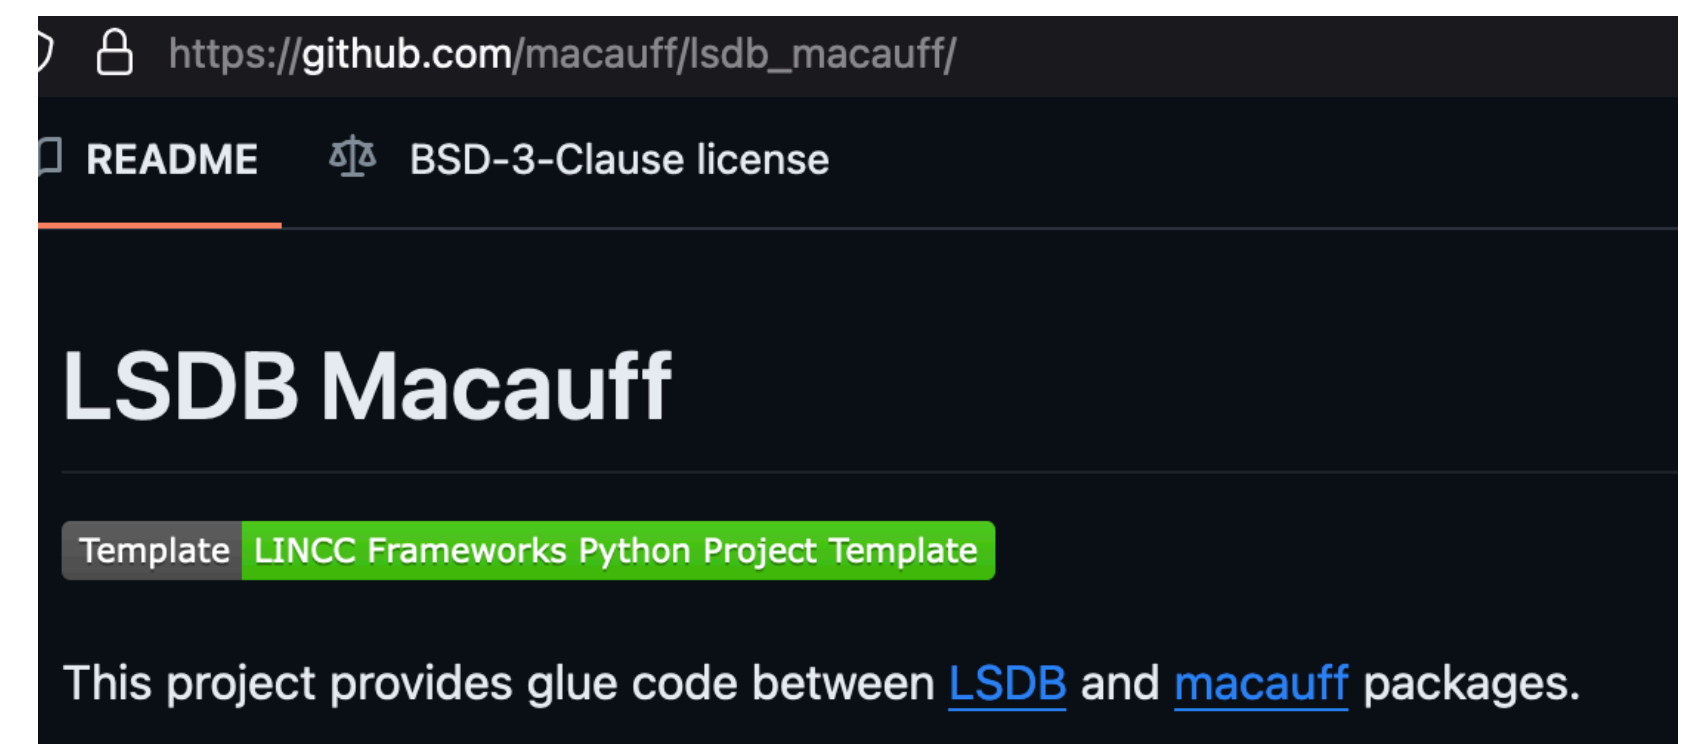 https://github.com/macauff/lsdb_macauff/
README BSD-3-Clause license
LSDB Macauff
Template LINCC Frameworks Python Project Template
This project provides glue code between LSDB and macauff packages.